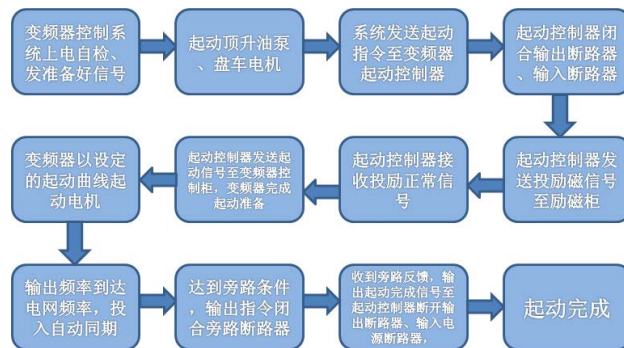 变频器控制系
统上电自检、
发准备好信号
起动顶升油泵
、盘车电机
系统发送起动
指令至变频器
起动控制器
起动控制器闭
合输出断路器
、输入断路器
起动控制器发
送投励磁信号
至励磁柜
起动控制器接
收投励正常信
号
起动控制器发送起
动信号至变频器控
制柜，变频器完成
起动准备
变频器以设定
的起动曲线起
动电机
输出频率到达
电网频率，投
入自动同期
达到旁路条件
，输出指令闭
合旁路断路器
收到旁路反馈，输
出起动完成信号至
起动控制器断开输
出断路器、输入电
源断路器，
起动完成